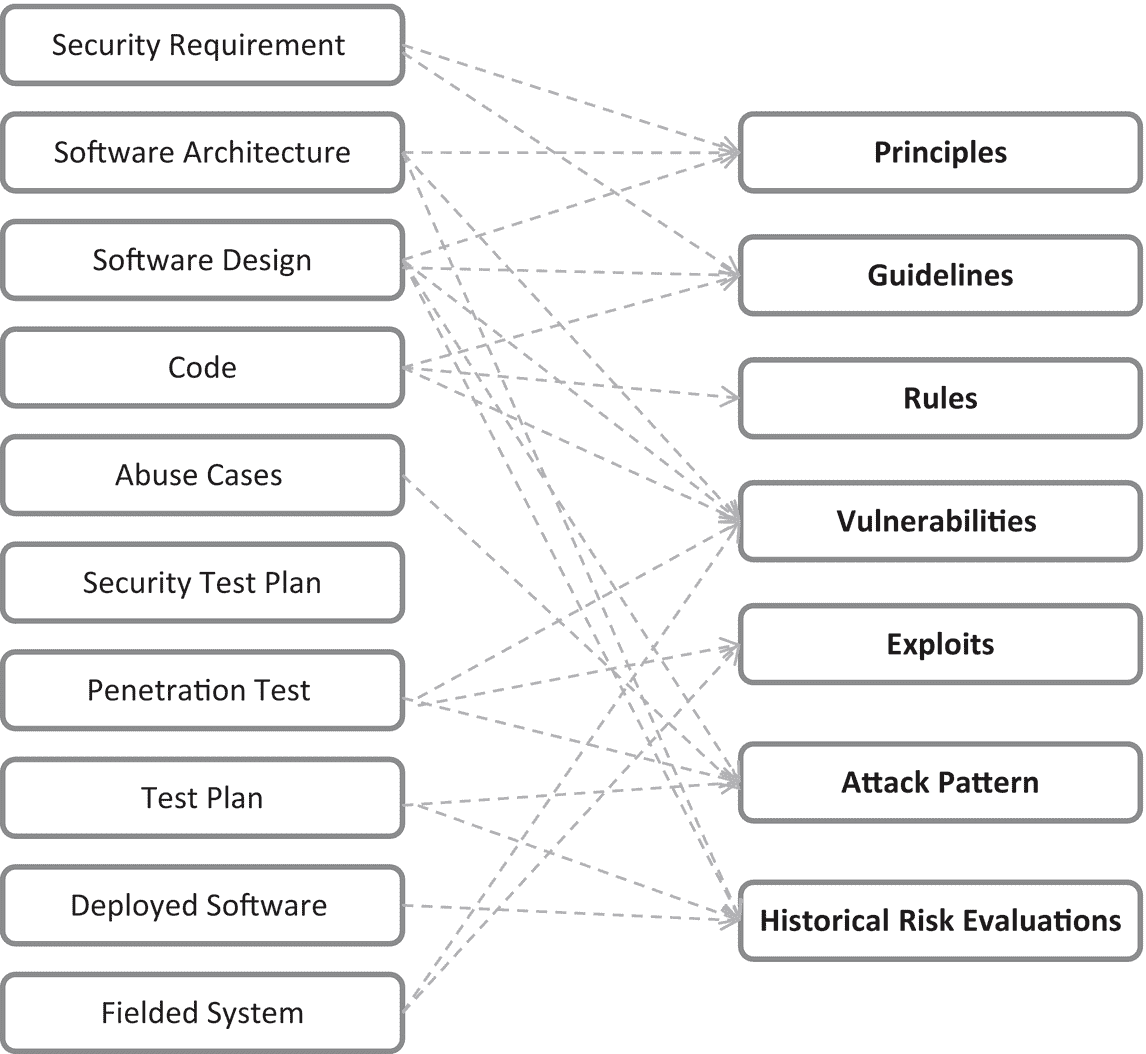 Security Requirement
Software Architecture
Software Design
Code
Abuse Cases
Security Test Plan
Penetration Test
Test Plan
Deployed Software
Fielded System
Principles
Guidelines
Rules
Vulnerabilities
Exploits
Attack Pattern
Historical Risk Evaluations